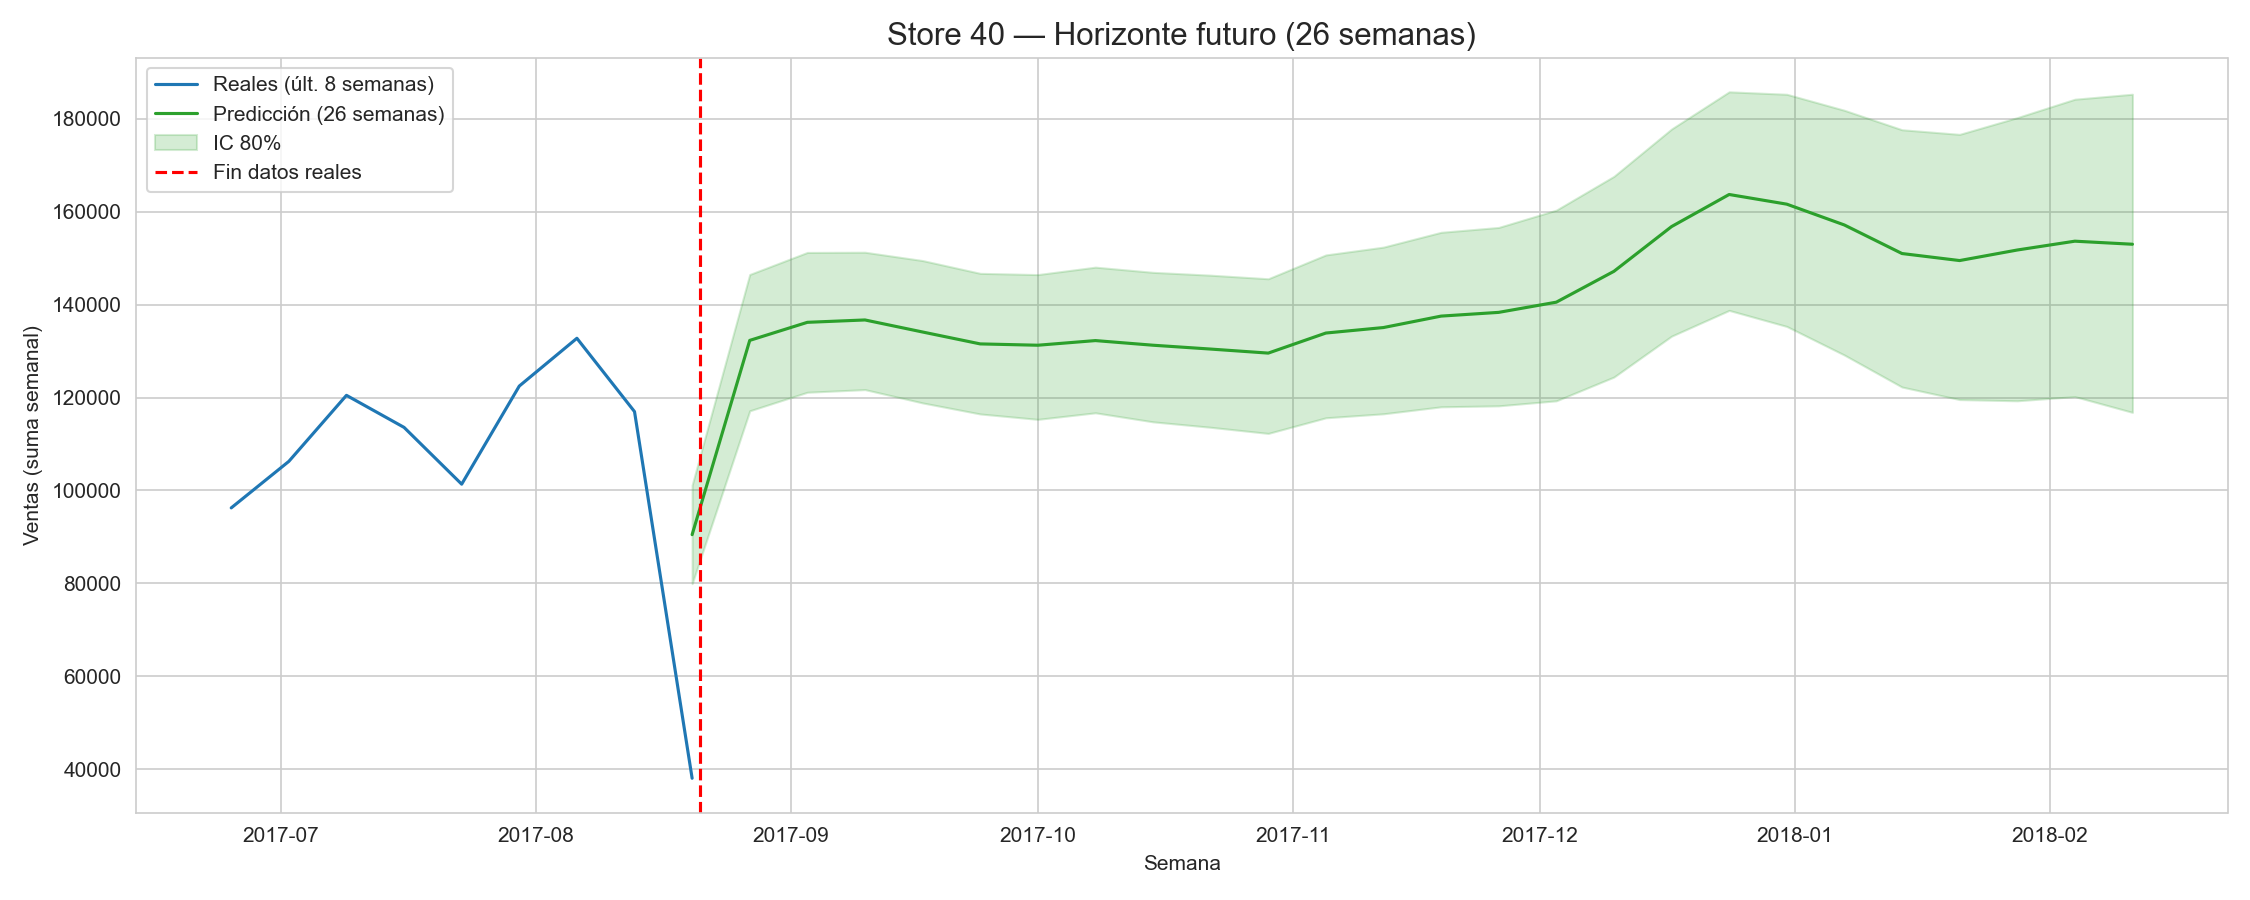 Store 40 — Horizonte futuro (26 semanas)
Reales (últ. 8 semanas)
Predicción (26 semanas)
IC 80%
Fin datos reales
Ventas (suma semanal)
180000
160000
140000
120000
100000
80000
60000
40000
2017-07
2017-08
2017-09
2017-10
2017-11
2017-12
2018-01
2018-02
Semana